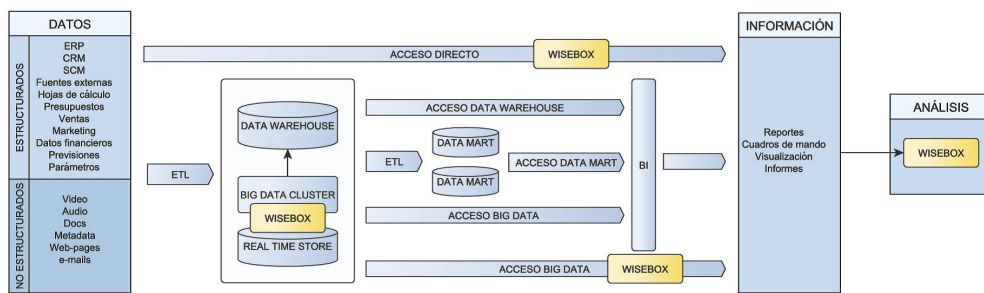 DATOS
ESTRUCTURADOS
ERP
CRM
SCM
Fuentes externas
Hojas de cálculo
Presupuestos
Ventas
Marketing
Datos financieros
Previsiones
Parámetros
NO ESTRUCTURADOS
Video
Audio
Docs
Metadata
Web-pages
e-mails
ACCESO DIRECTO
WISEBOX
ETL
DATA WAREHOUSE
BIG DATA CLUSTER
WISEBOX
REAL TIME STORE
ACCESO DATA WAREHOUSE
ETL
DATA MART
DATA MART
ACCESO DATA MART
ACCESO BIG DATA
ACCESO BIG DATA
WISEBOX
BI
INFORMACIÓN
Reportes
Cuadros de mando
Visualización
Informes
ANÁLISIS
WISEBOX